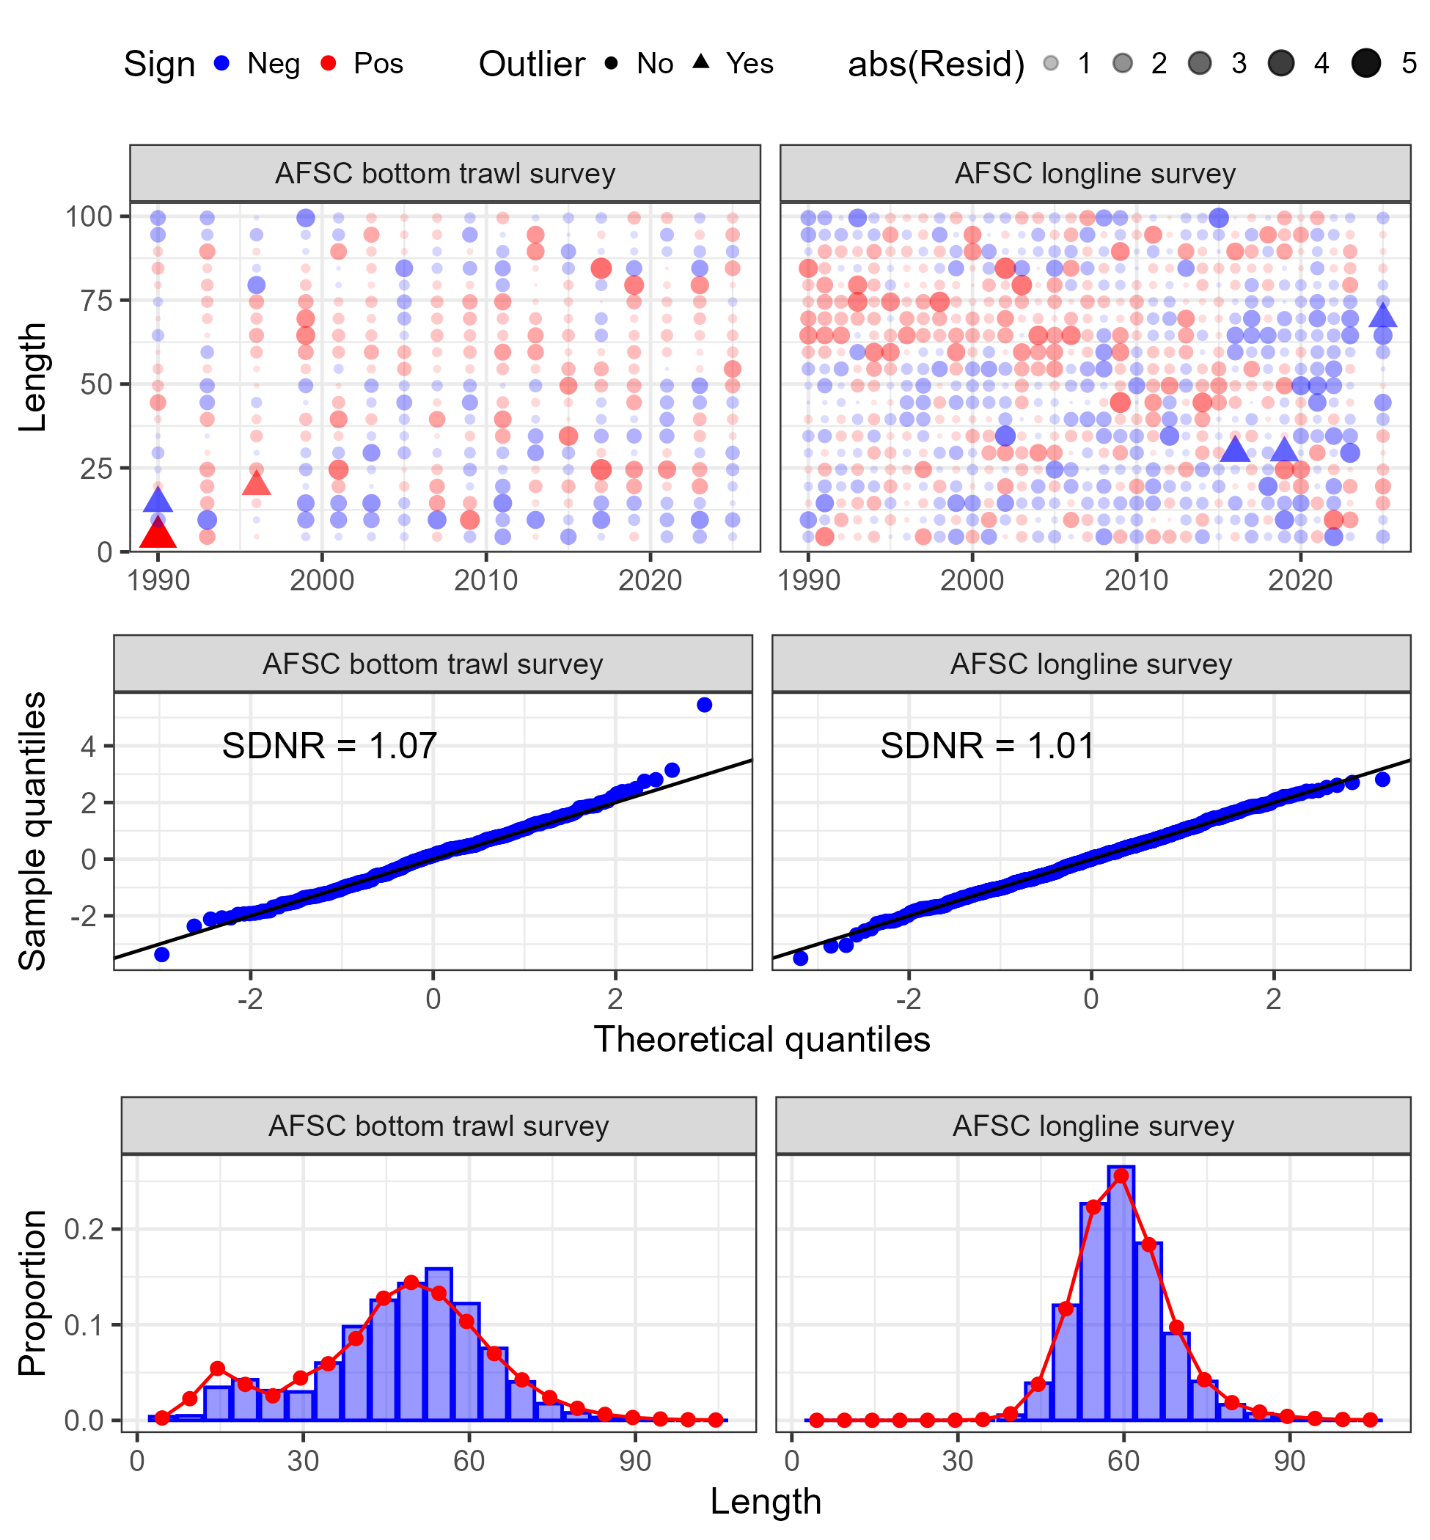 Sign Neg Pos Outlier No Yes abs(Resid) 1 2 3 4 5
AFSC bottom trawl survey AFSC longline survey
100
75
50
25
0
Length
1990 2000 2010 2020 1990 2000 2010 2020
AFSC bottom trawl survey AFSC longline survey
SDNR = 1.07 SDNR = 1.01
4
2
0
-2
Sample quantiles
-2 0 2 -2 0 2
Theoretical quantiles
AFSC bottom trawl survey AFSC longline survey
0.2
0.1
0.0
Proportion
0 30 60 90 0 30 60 90
Length